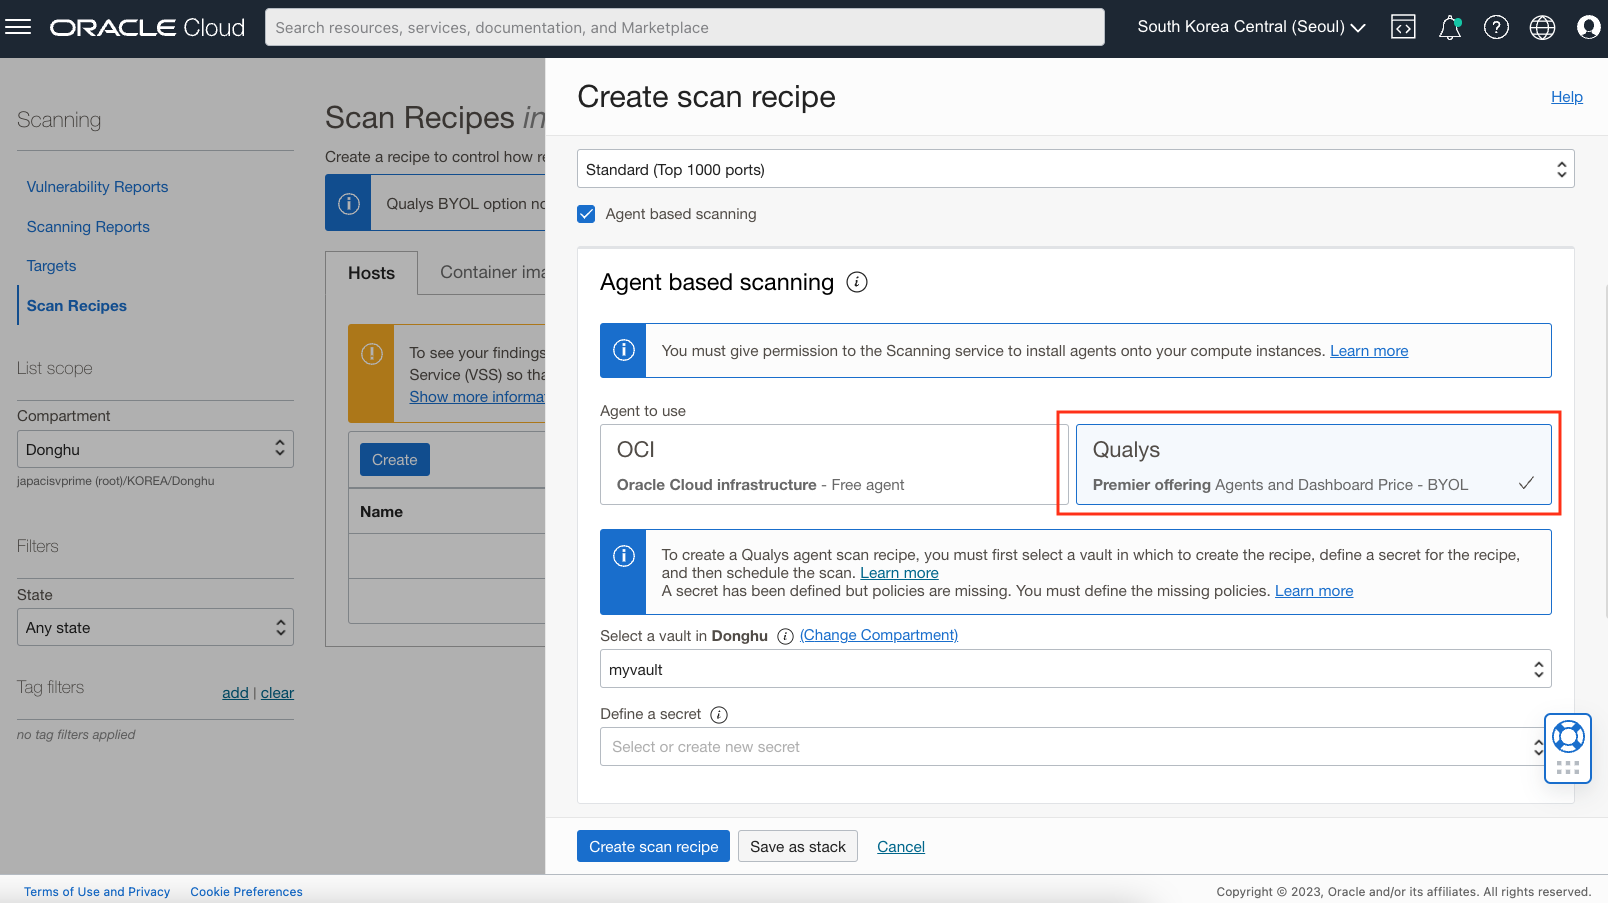 ORACLE Cloud
Search resources, services, documentation, and Marketplace
South Korea Central (Seoul)
Scanning
Vulnerability Reports
Scanning Reports
Targets
Scan Recipes
List scope
Compartment
Donghu
japacisvprime (root)/KOREA/Donghu
Filters
State
Any state
Tag filters
add | clear
no tag filters applied
Scan Recipes in
Create a recipe to control how re
Qualys BYOL option no
Hosts
Container ima
To see your findings
Service (VSS) so tha
Show more informa
Create
Name
Create scan recipe
Help
Standard (Top 1000 ports)
Agent based scanning
Agent based scanning
You must give permission to the Scanning service to install agents onto your compute instances. Learn more
Agent to use
OCI
Oracle Cloud infrastructure - Free agent
Qualys
Premier offering Agents and Dashboard Price - BYOL
To create a Qualys agent scan recipe, you must first select a vault in which to create the recipe, define a secret for the recipe,
and then schedule the scan. Learn more
A secret has been defined but policies are missing. You must define the missing policies. Learn more
Select a vault in Donghu (Change Compartment)
myvault
Define a secret
Select or create new secret
Create scan recipe
Save as stack
Cancel
Terms of Use and Privacy
Cookie Preferences
Copyright © 2023, Oracle and/or its affiliates. All rights reserved.